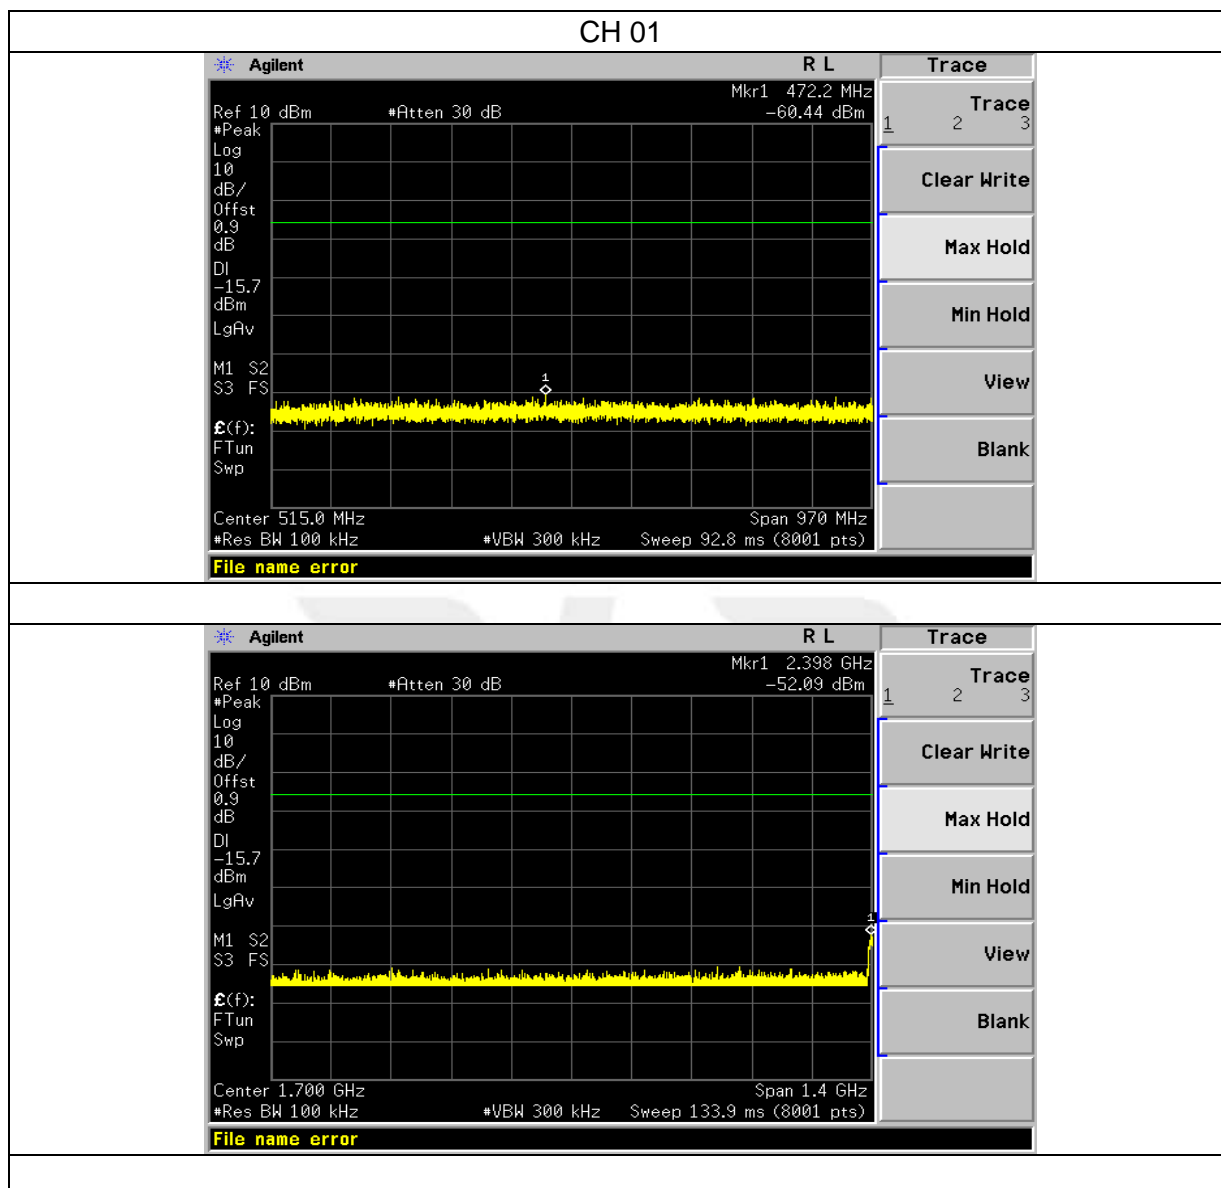 CH 01
Agilent R L Trace
Mkr1 472.2 MHz
Ref 10 dBm #Atten 30 dB -60.44 dBm
Trace
1 2 3
#Peak
Log
10
dB/
Offst
0.9
dB
DI
-15.7
dBm
LgAv
M1 S2
S3 FS
£(f):
FTun
Swp
1
Clear Write
Max Hold
Min Hold
View
Blank
Center 515.0 MHz Span 970 MHz
#Res BW 100 kHz #VBW 300 kHz Sweep 92.8 ms (8001 pts)
File name error
Agilent R L Trace
Mkr1 2.398 GHz
Ref 10 dBm #Atten 30 dB -52.09 dBm
Trace
1 2 3
#Peak
Log
10
dB/
Offst
0.9
dB
DI
-15.7
dBm
LgAv
M1 S2
S3 FS
£(f):
FTun
Swp
1
Clear Write
Max Hold
Min Hold
View
Blank
Center 1.700 GHz Span 1.4 GHz
#Res BW 100 kHz #VBW 300 kHz Sweep 133.9 ms (8001 pts)
File name error